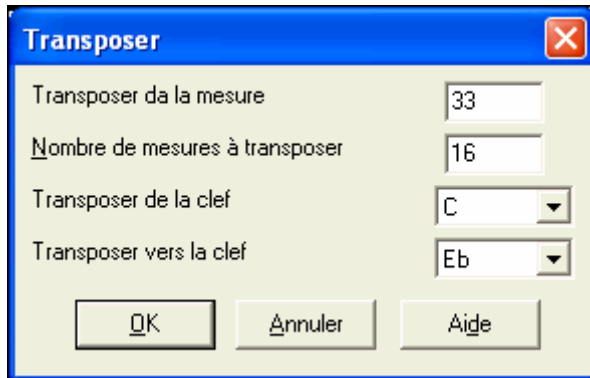 Transposer
Transposer da la mesure 33
Nombre de mesures à transposer 16
Transposer de la clef C
Transposer vers la clef Eb
OK Annuler Aide